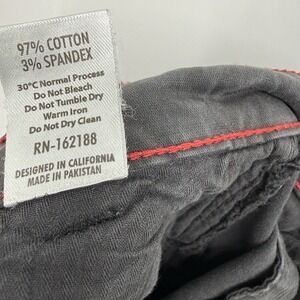 97% COTTON
3% SPANDEX
30°C Normal Process
Do Not Bleach
Do Not Tumble Dry
Warm Iron
Do Not Dry Clean
RN-162188
DESIGNED IN CALIFORNIA
MADE IN PAKISTAN